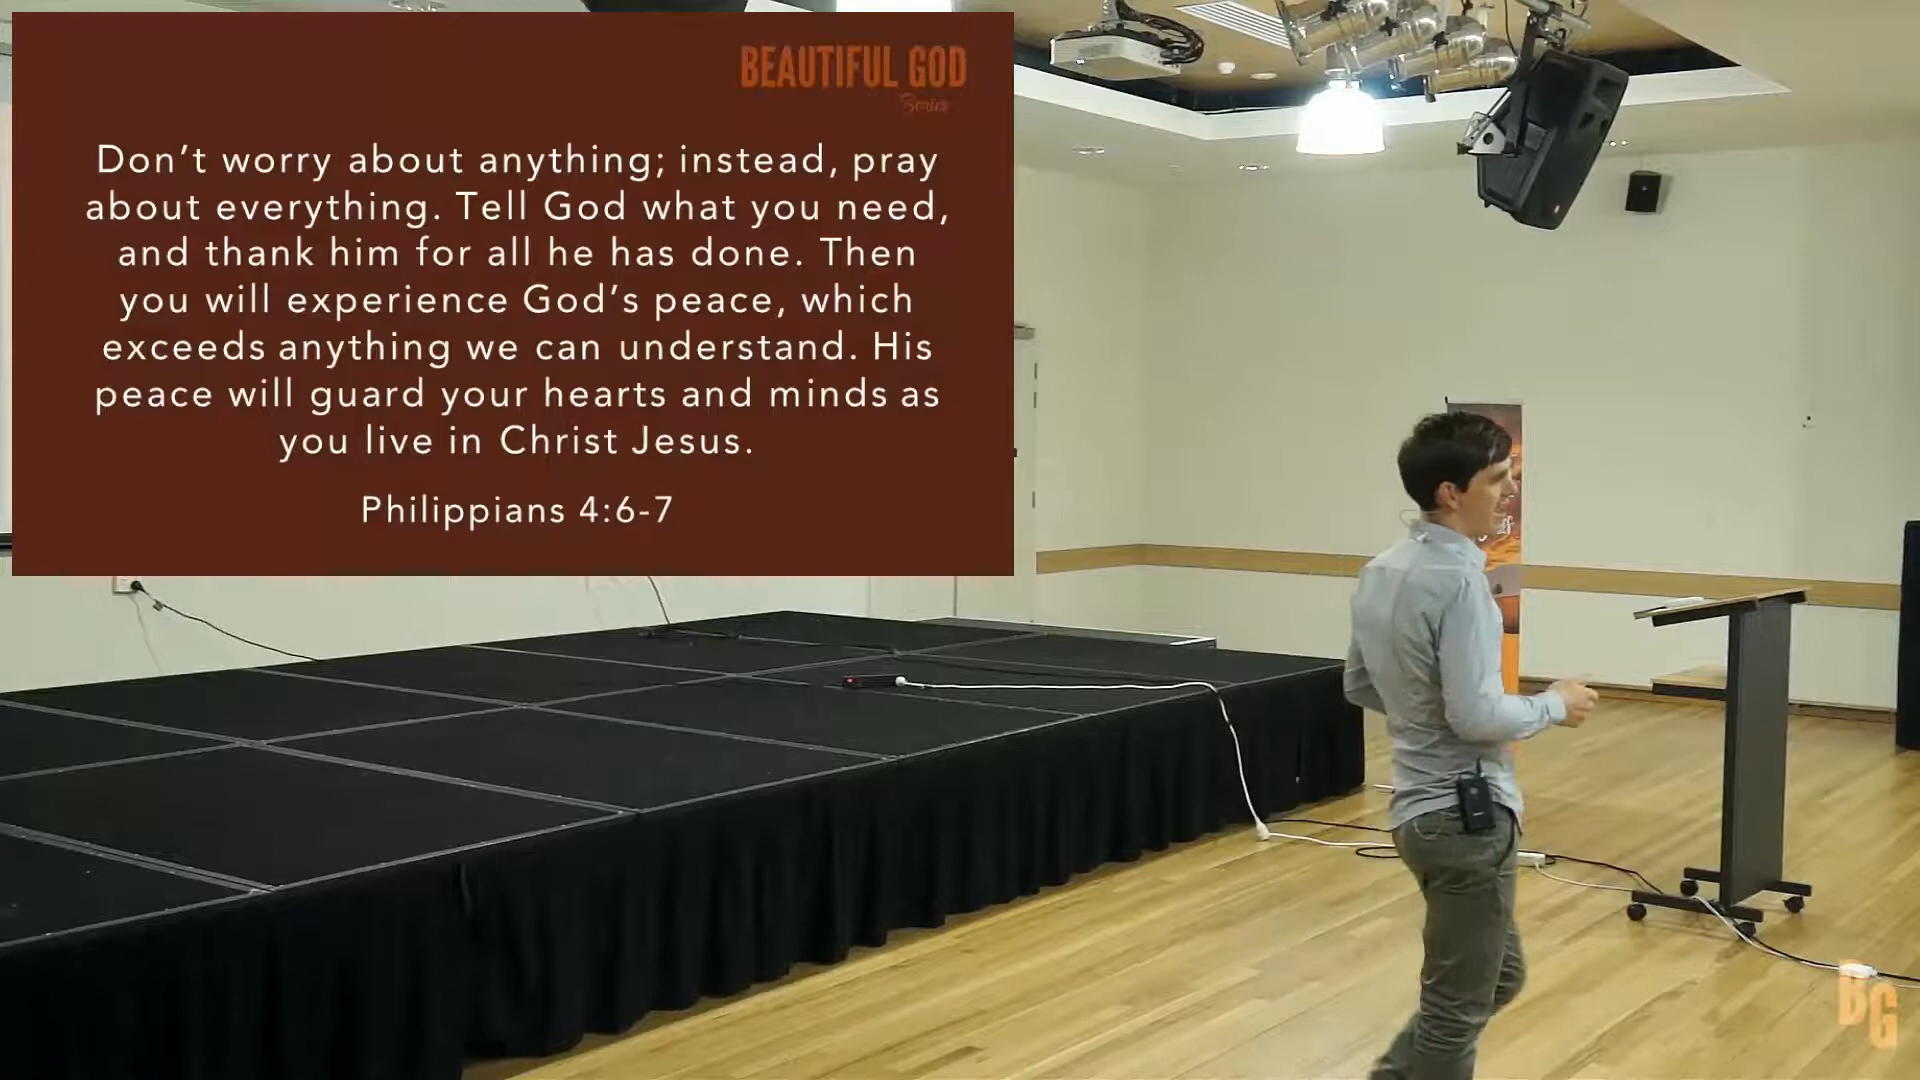 BEAUTIFUL GOD
Series
Don't worry about anything; instead, pray
about everything. Tell God what you need,
and thank him for all he has done. Then
you will experience God's peace, which
exceeds anything we can understand. His
peace will guard your hearts and minds as
you live in Christ Jesus.
Philippians 4:6-7
BG